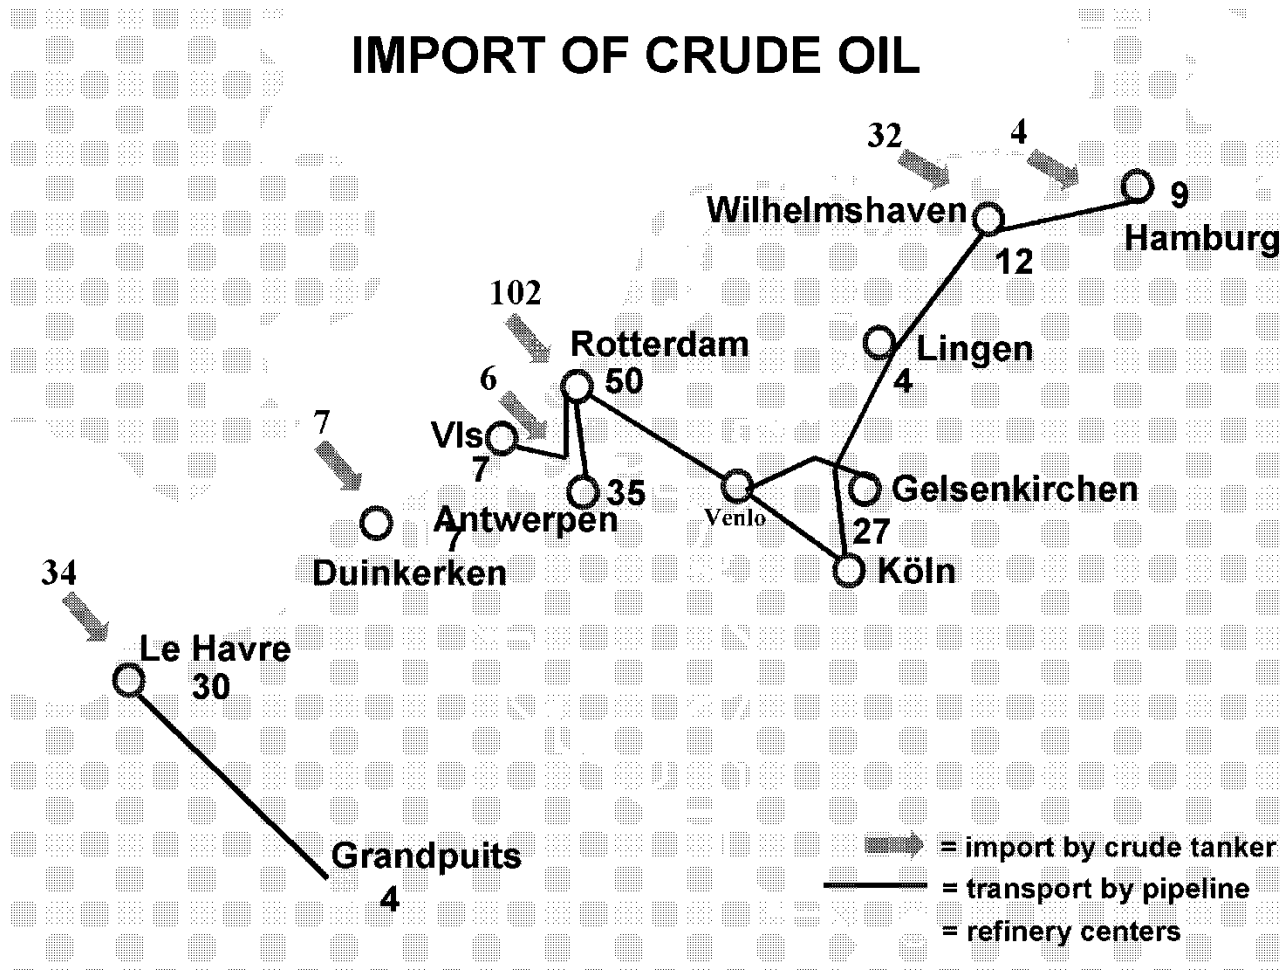 IMPORT OF CRUDE OIL
32
4
Wilhelmshaven
9
Hamburg
12
102
Rotterdam
50
Lingen
4
6
7
Vls
7
35
Antwerpen
7
Venlo
Gelsenkirchen
27
Duinkerken
Köln
34
Le Havre
30
Grandpuits
4
= import by crude tanker
= transport by pipeline
= refinery centers